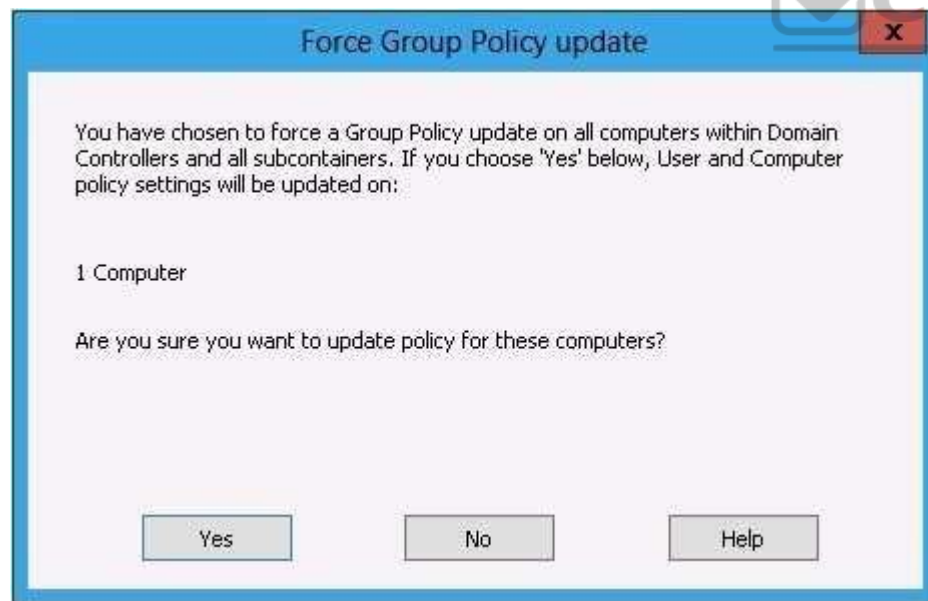 Force Group Policy update
x
You have chosen to force a Group Policy update on all computers within Domain
Controllers and all subcontainers. If you choose 'Yes' below, User and Computer
policy settings will be updated on:
1 Computer
Are you sure you want to update policy for these computers?
Yes
No
Help